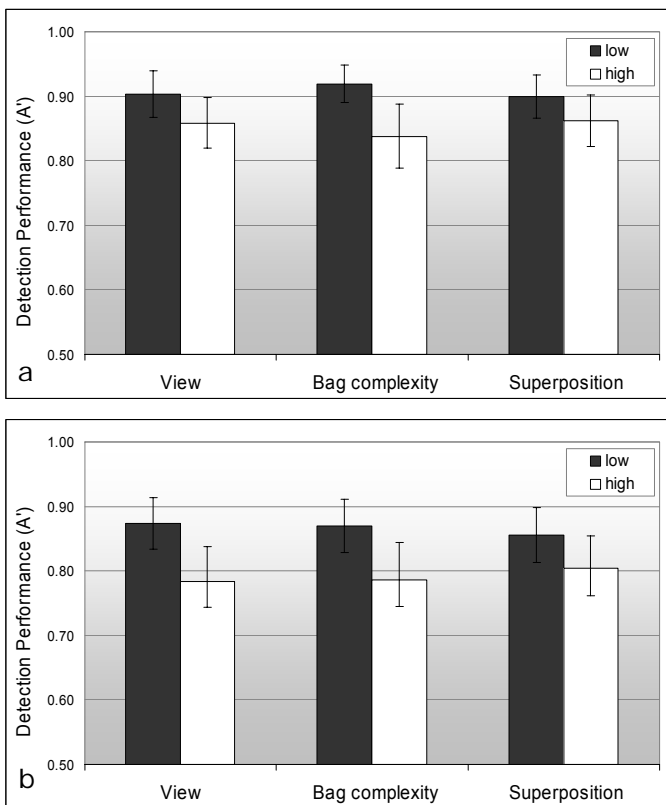 1.00
low
high
0.90
0.80
0.70
0.60
0.50
Detection Performance (A')
a
View Bag complexity Superposition
1.00
low
high
0.90
0.80
0.70
0.60
0.50
Detection Performance (A')
b
View Bag complexity Superposition